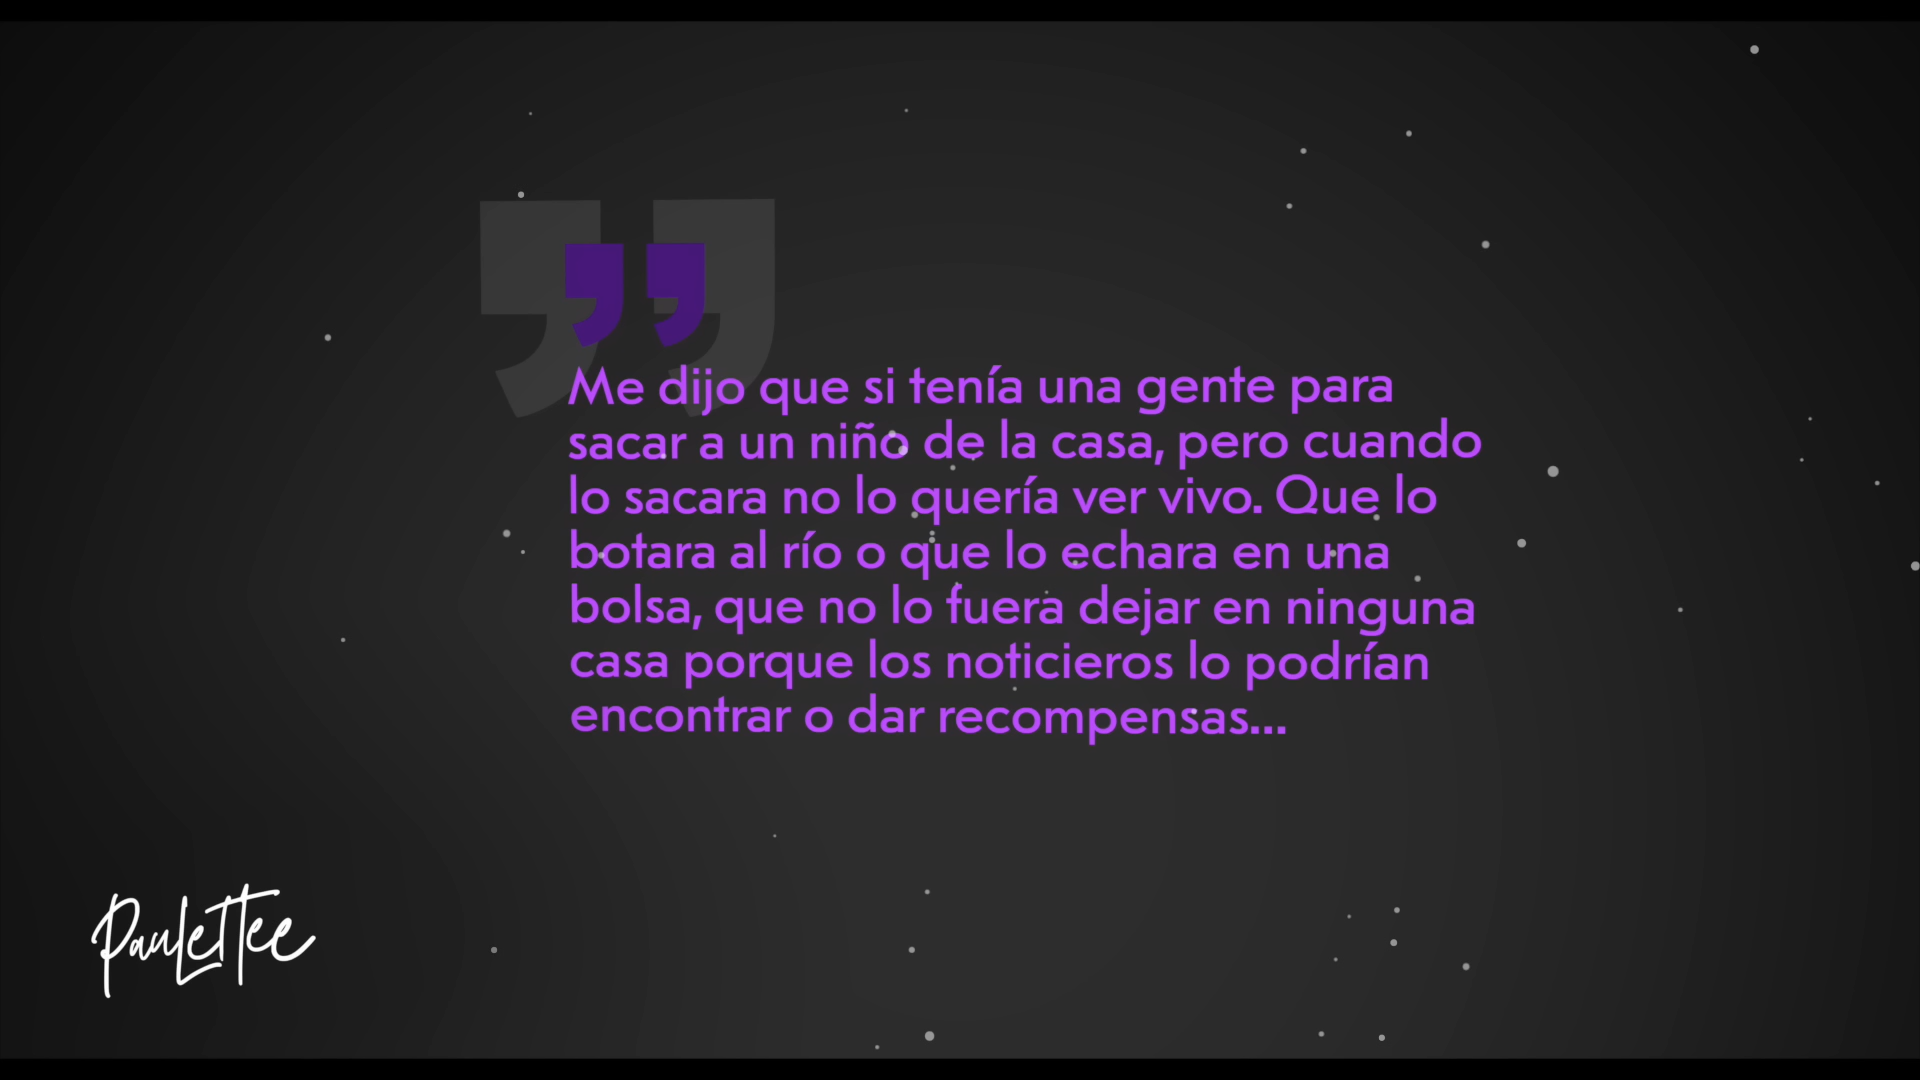 Me dijo que si tenía una gente para
sacar a un niño de la casa, pero cuando
lo sacara no lo quería ver vivo. Que lo
botara al río o que lo echara en una
bolsa, que no lo fuera dejar en ninguna
casa porque los noticieros lo podrían
encontrar o dar recompensas...
Paulettee